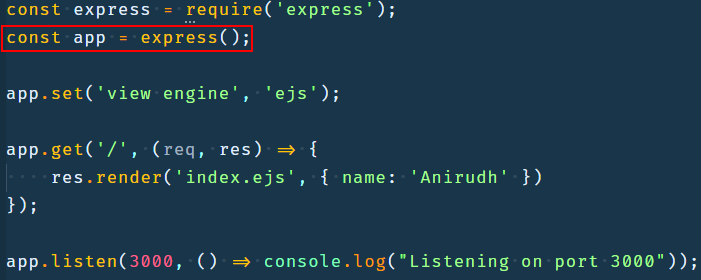 const express = require('express');
const app = express();
app.set('view engine', 'ejs');
app.get('/', (req, res) => {
    res.render('index.ejs', { name: 'Anirudh' })
});
app.listen(3000, () => console.log("Listening on port 3000"));